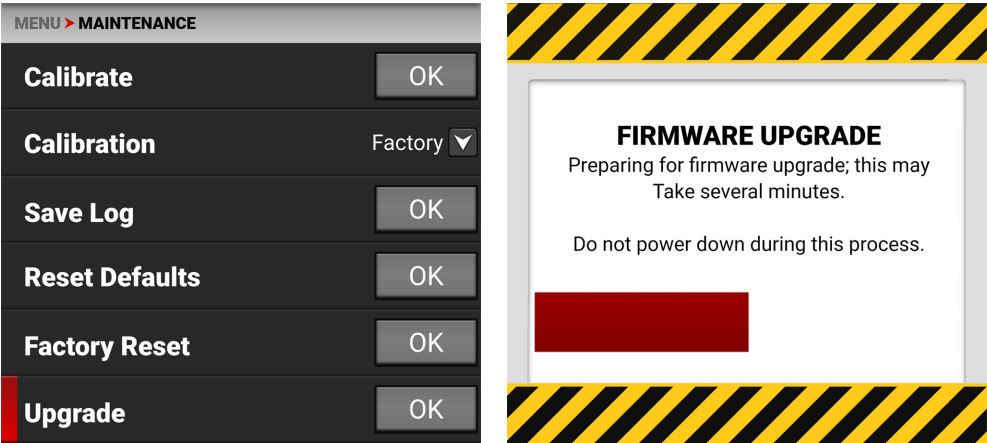 MENU > MAINTENANCE
Calibrate OK
Calibration Factory
Save Log OK
Reset Defaults OK
Factory Reset OK
Upgrade OK
FIRMWARE UPGRADE
Preparing for firmware upgrade; this may
Take several minutes.
Do not power down during this process.